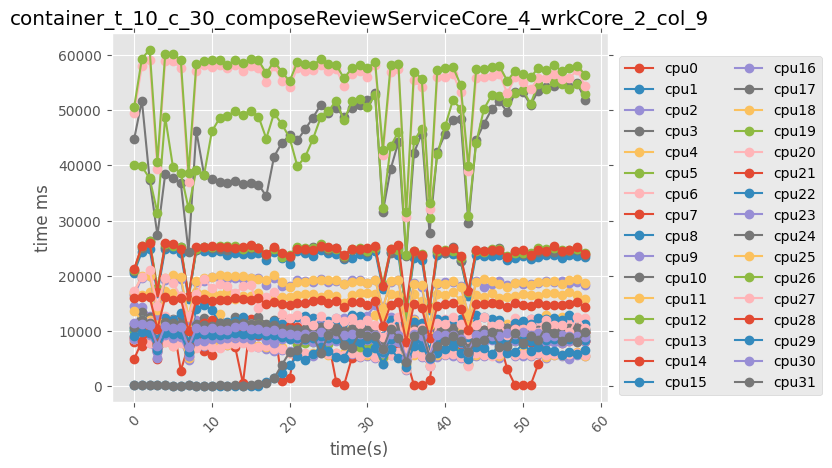 container_t_10_c_30_composeReviewServiceCore_4_wrkCore_2_col_9
time ms
60000
50000
40000
30000
20000
10000
0
0
10
20
30
40
50
60
time(s)
cpu0
cpu1
cpu2
cpu3
cpu4
cpu5
cpu6
cpu7
cpu8
cpu9
cpu10
cpu11
cpu12
cpu13
cpu14
cpu15
cpu16
cpu17
cpu18
cpu19
cpu20
cpu21
cpu22
cpu23
cpu24
cpu25
cpu26
cpu27
cpu28
cpu29
cpu30
cpu31